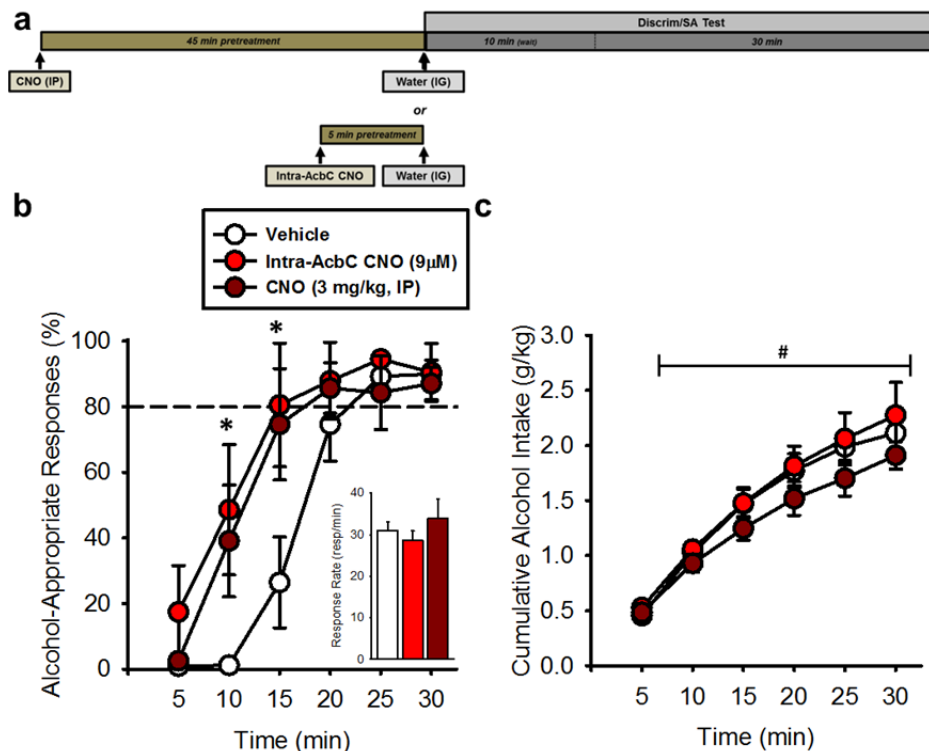 a
Discrim/SA Test
45 min pretreatment
10 min (wait)
30 min
CNO (IP)
Water (IG)
or
5 min pretreatment
Intra-AcbC CNO
Water (IG)
b
Vehicle
Intra-AcbC CNO (9µM)
CNO (3 mg/kg, IP)
Alcohol-Appropriate Responses (%)
100
80
60
40
20
0
*
*
Response Rate (resp/min)
40
30
20
10
0
5 10 15 20 25 30
Time (min)
c
Cumulative Alcohol Intake (g/kg)
3.0
2.5
2.0
1.5
1.0
0.5
0.0
#
5 10 15 20 25 30
Time (min)